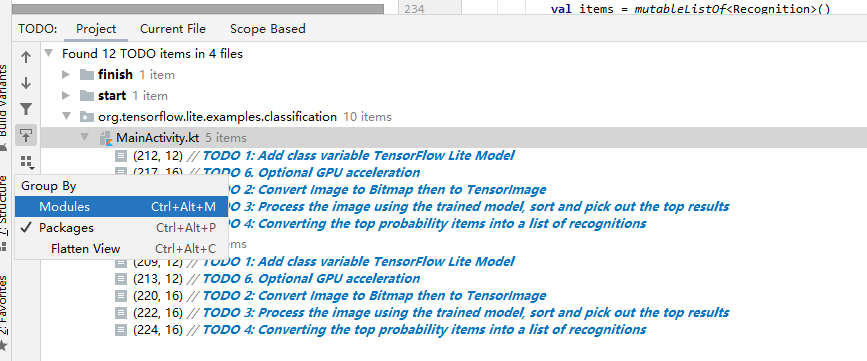 234 val items = mutableListOf<Recognition>()
TODO: Project Current File Scope Based
Found 12 TODO items in 4 files
finish 1 item
start 1 item
org.tensorflow.lite.examples.classification 10 items
MainActivity.kt 5 items
(212, 12) // TODO 1: Add class variable TensorFlow Lite Model
(217, 16) // TODO 6. Optional GPU acceleration
TODO 2: Convert Image to Bitmap then to TensorImage
TODO 3: Process the image using the trained model, sort and pick out the top results
TODO 4: Converting the top probability items into a list of recognitions
items
(209, 12) // TODO 1: Add class variable TensorFlow Lite Model
(213, 12) // TODO 6. Optional GPU acceleration
(220, 16) // TODO 2: Convert Image to Bitmap then to TensorImage
(222, 16) // TODO 3: Process the image using the trained model, sort and pick out the top results
(224, 16) // TODO 4: Converting the top probability items into a list of recognitions
Group By
Modules Ctrl+Alt+M
Packages Ctrl+Alt+P
Flatten View Ctrl+Alt+C
Build Variants
7: Structure
2: Favorites